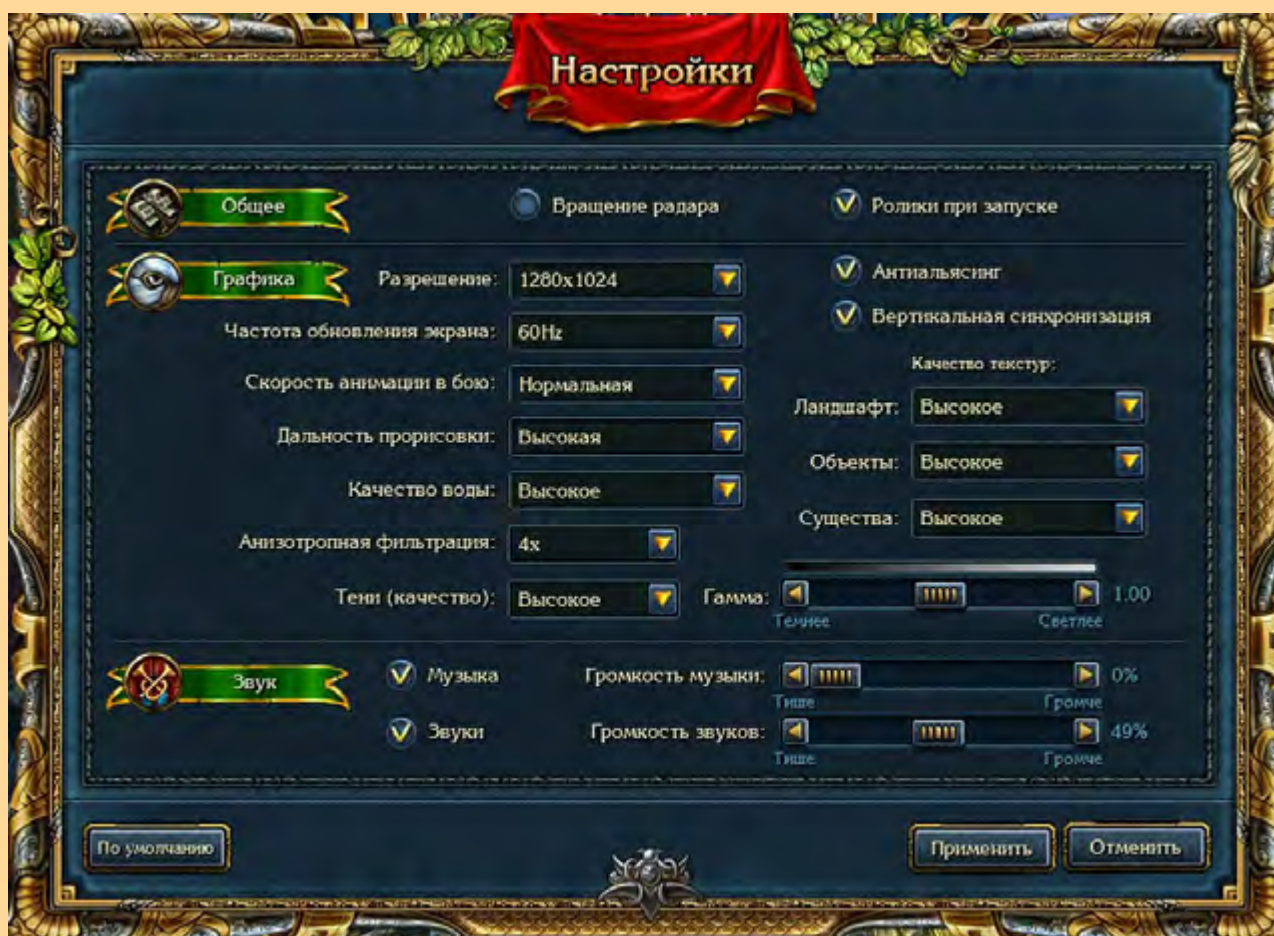 Настройки
Общее
Вращение радара
Ролики при запуске
Графика
Разрешение: 1280x1024
Антиальясинг
Частота обновления экрана: 60Hz
Вертикальная синхронизация
Скорость анимации в бою: Нормальная
Качество текстур:
Ландшафт: Высокое
Дальность прорисовки: Высокая
Объекты: Высокое
Качество воды: Высокое
Существа: Высокое
Анизотропная фильтрация: 4x
Тени (качество): Высокое
Гамма: 1.00
Темнее Светлее
Звук
Музыка
Громкость музыки: 0%
Тише Громче
Звуки
Громкость звуков: 49%
Тише Громче
По умолчанию
Применить
Отменить